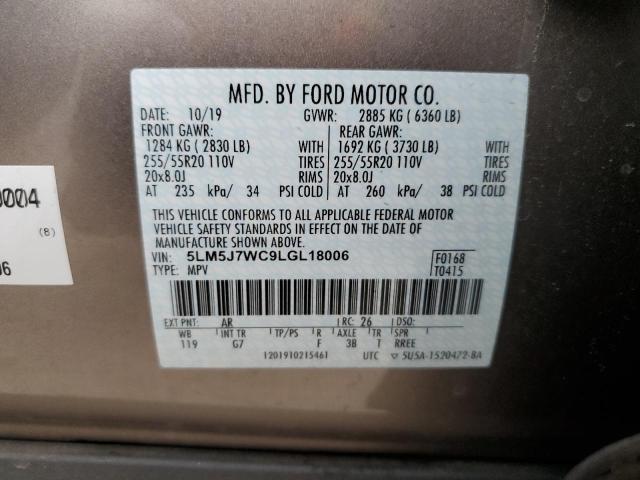 MFD. BY FORD MOTOR CO.
DATE: 10/19 GVWR: 2885 KG ( 6360 LB)
FRONT GAWR: REAR GAWR:
1284 KG ( 2830 LB) WITH 1692 KG ( 3730 LB) WITH
255/55R20 110V TIRES 255/55R20 110V TIRES
20x8.0J RIMS 20x8.0J RIMS
AT 235 kPa/ 34 PSI COLD AT 260 kPa/ 38 PSI COLD
THIS VEHICLE CONFORMS TO ALL APPLICABLE FEDERAL MOTOR
VEHICLE SAFETY STANDARDS IN EFFECT ON THE DATE OF
MANUFACTURE SHOWN ABOVE.
VIN: 5LM5J7WC9LGL18006 F0168
TYPE: MPV T0415
EXT PNT: AR RC: 26 DSO:
WB INT TR TP/PS R AXLE TR SPR
119 G7 F 3B T RREE
1201910215461 UTC ▽ 5U5A-1520472-BA
0004
(8)
06